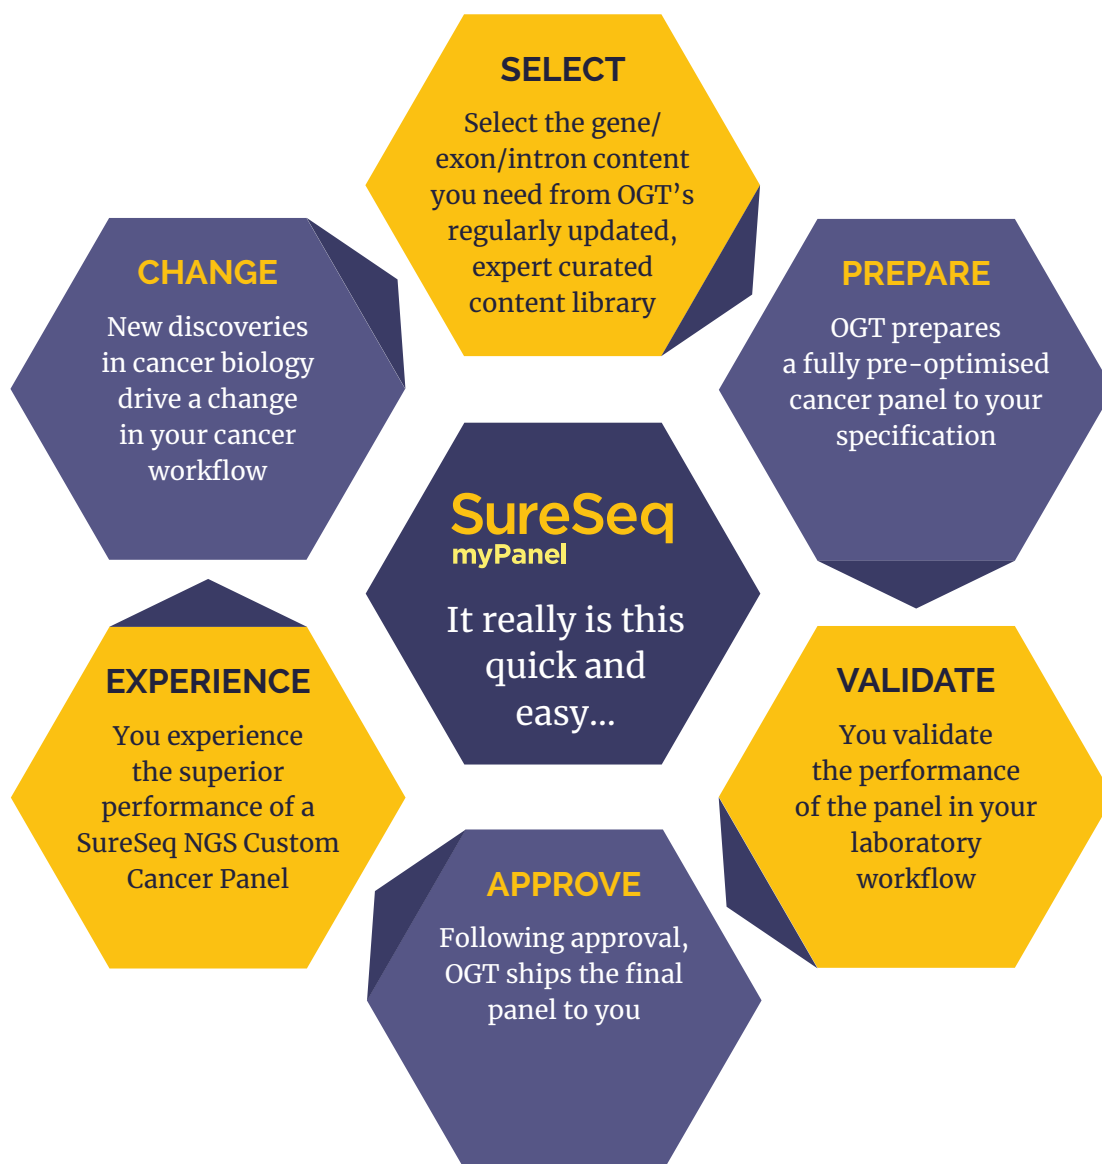 SELECT
Select the gene/
exon/intron content
you need from OGT’s
regularly updated,
expert curated
content library
PREPARE
OGT prepares
a fully pre-optimised
cancer panel to your
specification
VALIDATE
You validate
the performance
of the panel in your
laboratory
workflow
APPROVE
Following approval,
OGT ships the final
panel to you
EXPERIENCE
You experience
the superior
performance of a
SureSeq NGS Custom
Cancer Panel
CHANGE
New discoveries
in cancer biology
drive a change
in your cancer
workflow
SureSeq
myPanel
It really is this
quick and
easy...